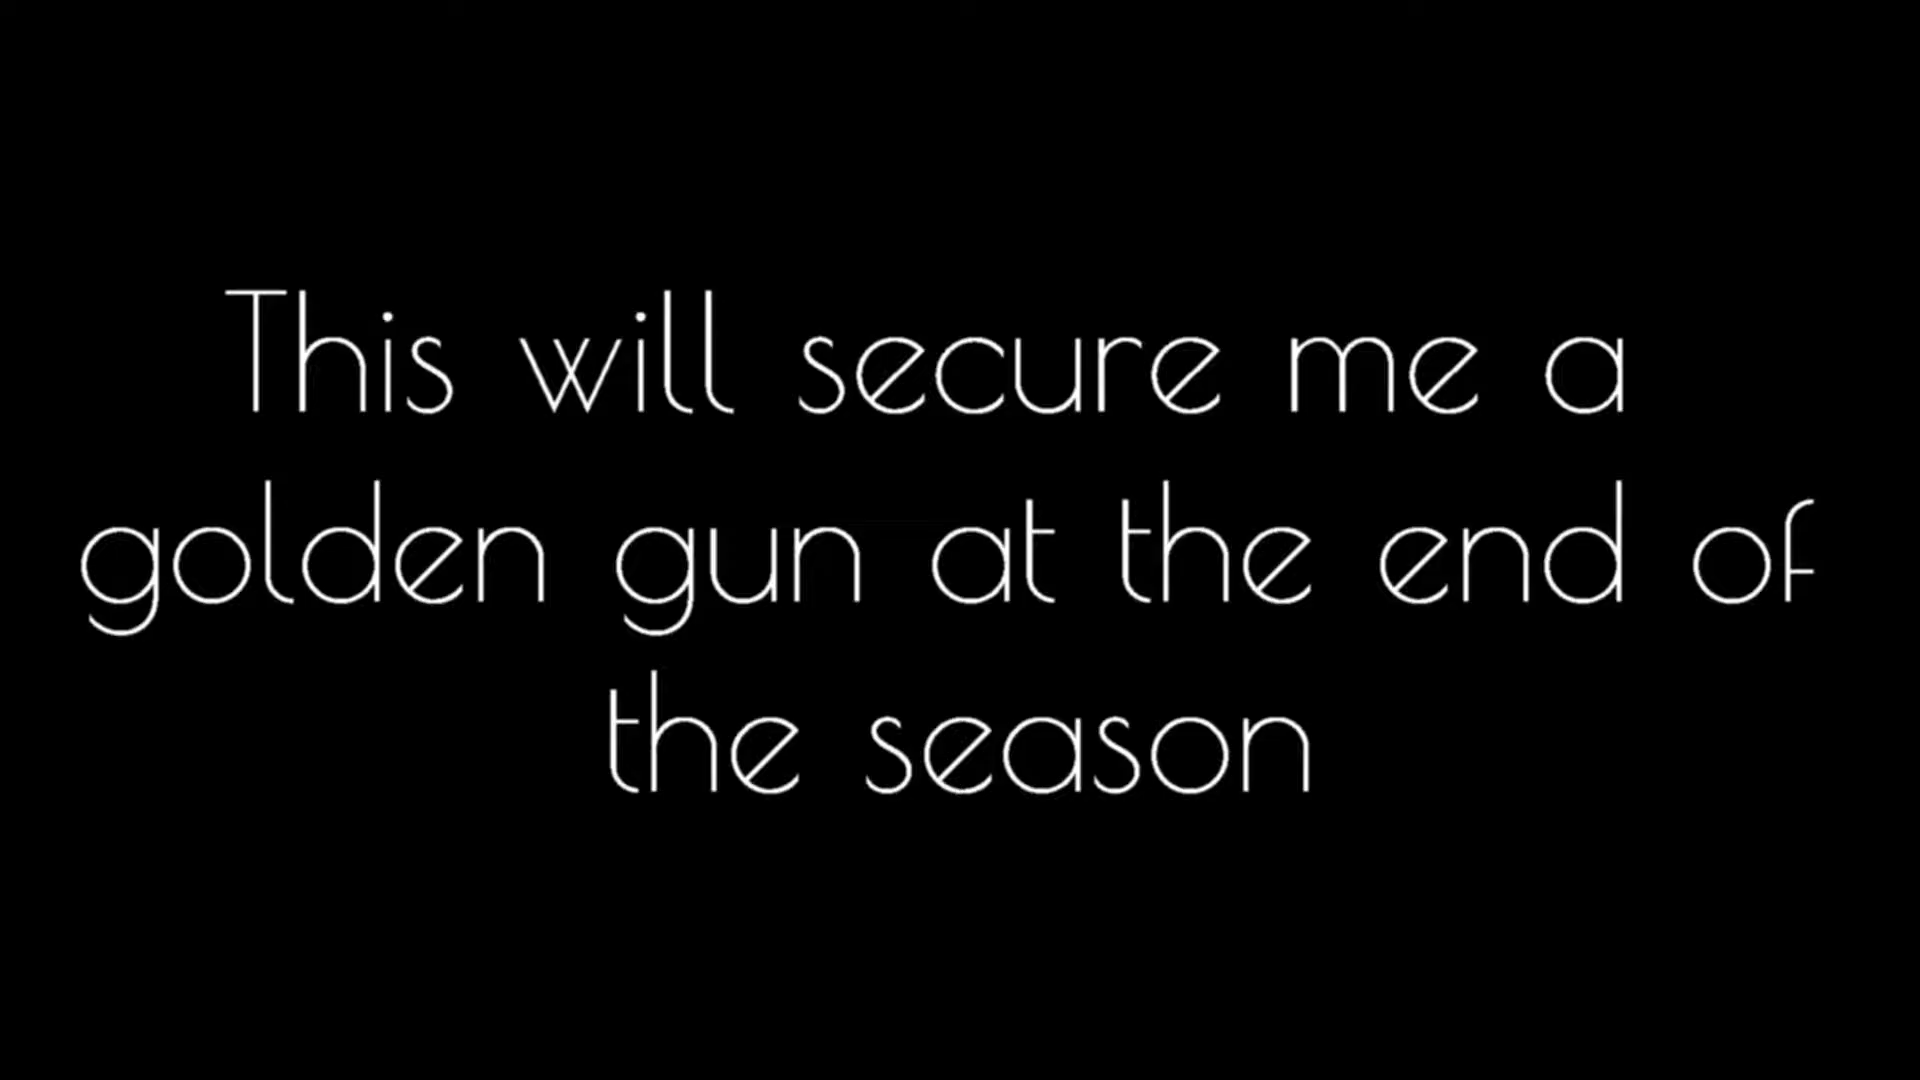 This will secure me a
golden gun at the end of
the season